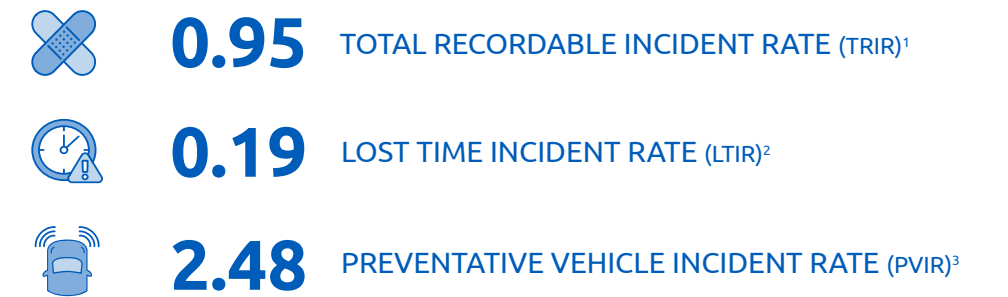 0.95 TOTAL RECORDABLE INCIDENT RATE (TRIR)¹
0.19 LOST TIME INCIDENT RATE (LTIR)²
2.48 PREVENTATIVE VEHICLE INCIDENT RATE (PVIR)³